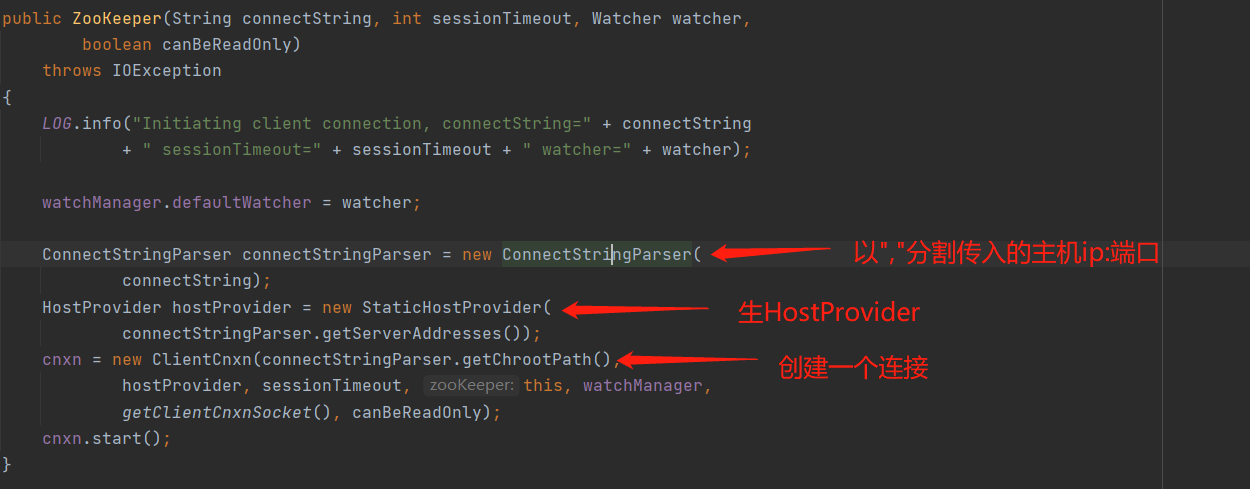 public ZooKeeper(String connectString, int sessionTimeout, Watcher watcher,
boolean canBeReadOnly)
throws IOException
{
LOG.info("Initiating client connection, connectString=" + connectString
+ " sessionTimeout=" + sessionTimeout + " watcher=" + watcher);
watchManager.defaultWatcher = watcher;
ConnectStringParser connectStringParser = new ConnectStringParser( 以","分割传入的主机ip:端口
connectString);
HostProvider hostProvider = new StaticHostProvider( 生HostProvider
connectStringParser.getServerAddresses());
cnxn = new ClientCnxn(connectStringParser.getChrootPath(), 创建一个连接
hostProvider, sessionTimeout, zooKeeper: this, watchManager,
getClientCnxnSocket(), canBeReadOnly);
cnxn.start();
}